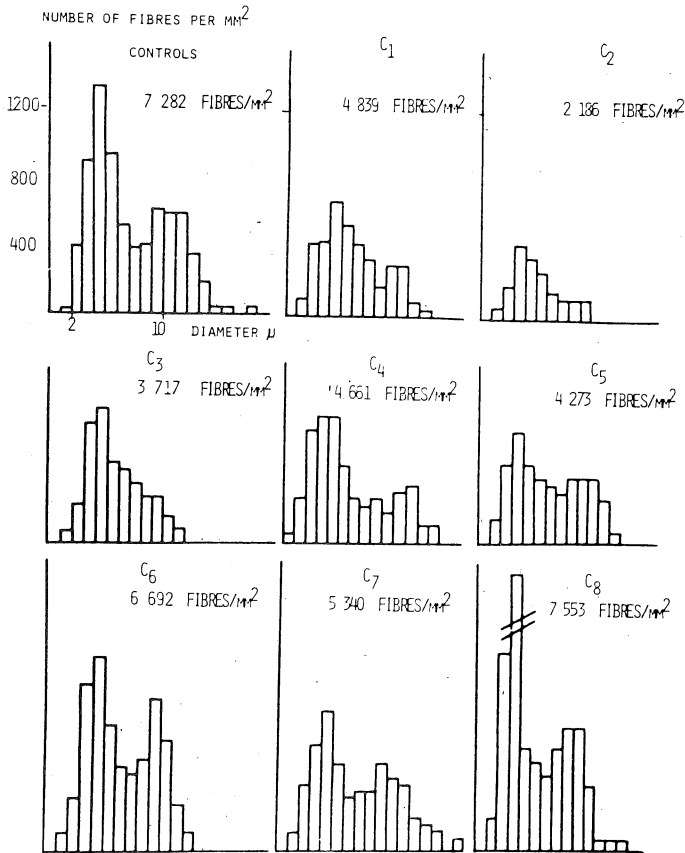 NUMBER OF FIBRES PER MM2
CONTROLS
7 282 FIBRES/MM2
1200-
800
400
2
10
DIAMETER μ
C1
4 839 FIBRES/MM2
C2
2 186 FIBRES/MM2
C3
3 717 FIBRES/MM2
C4
4 661 FIBRES/MM2
C5
4 273 FIBRES/MM2
C6
6 692 FIBRES/MM2
C7
5 340 FIBRES/MM2
C8
7 553 FIBRES/MM2